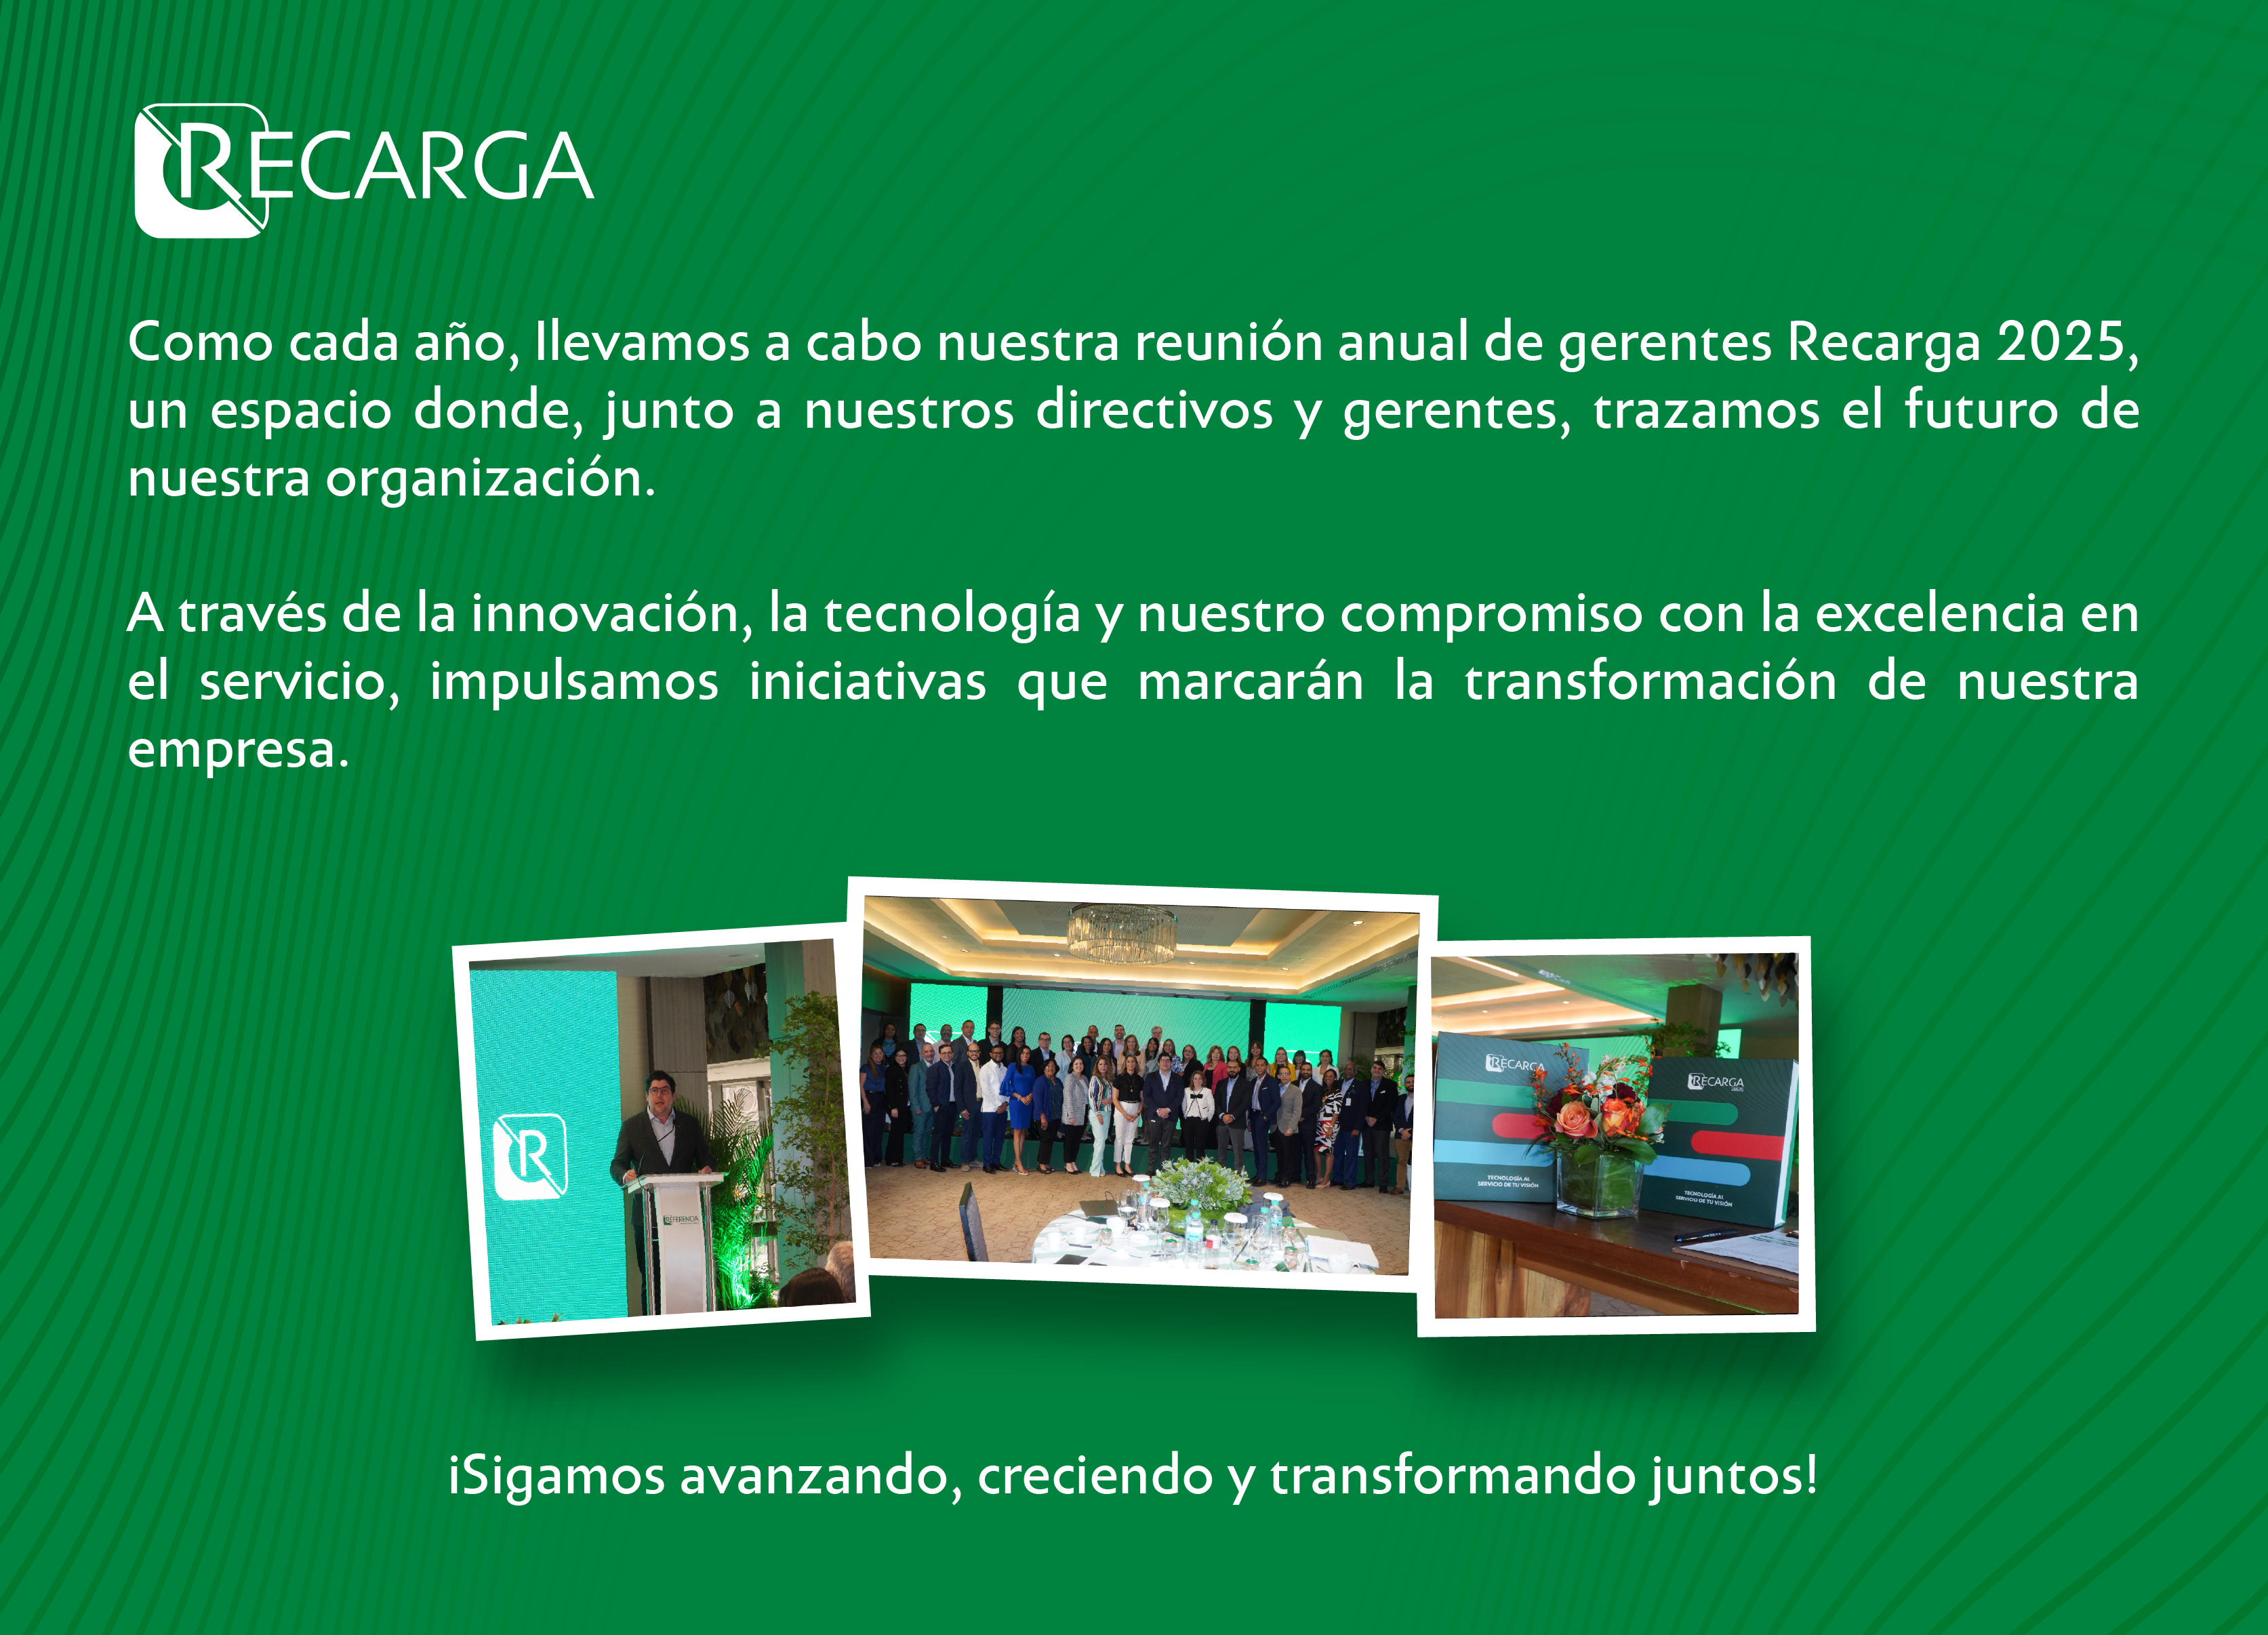 RECARGA
Como cada año, llevamos a cabo nuestra reunión anual de gerentes Recarga 2025,
un espacio donde, junto a nuestros directivos y gerentes, trazamos el futuro de
nuestra organización.
A través de la innovación, la tecnología y nuestro compromiso con la excelencia en
el servicio, impulsamos iniciativas que marcarán la transformación de nuestra
empresa.
R
REFERENCIA
RECARGA
TECNOLOGÍA AL
SERVICIO DE TU VISIÓN
RECARGA
2025
TECNOLOGÍA AL
SERVICIO DE TU VISIÓN
¡Sigamos avanzando, creciendo y transformando juntos!